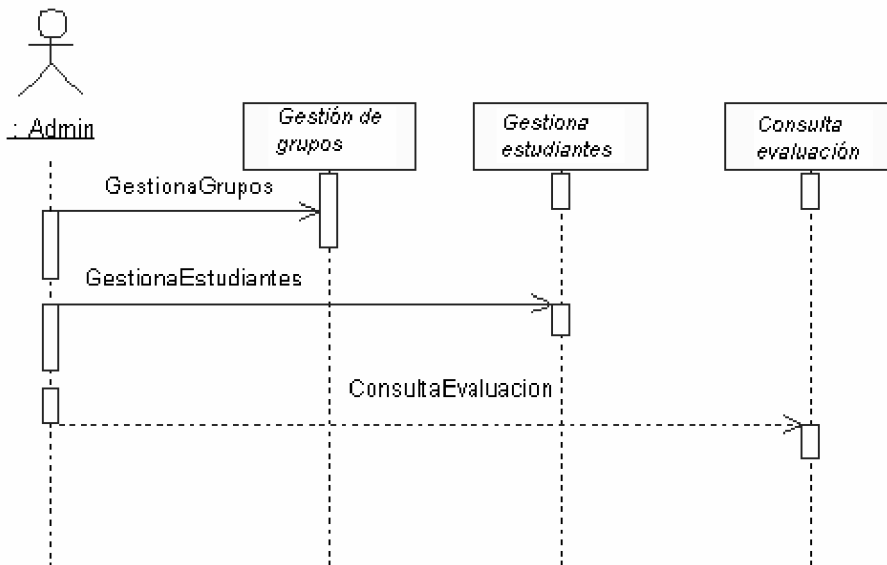 : Admin
Gestión de
grupos
Gestiona
estudiantes
Consulta
evaluación
GestionaGrupos
GestionaEstudiantes
ConsultaEvaluacion